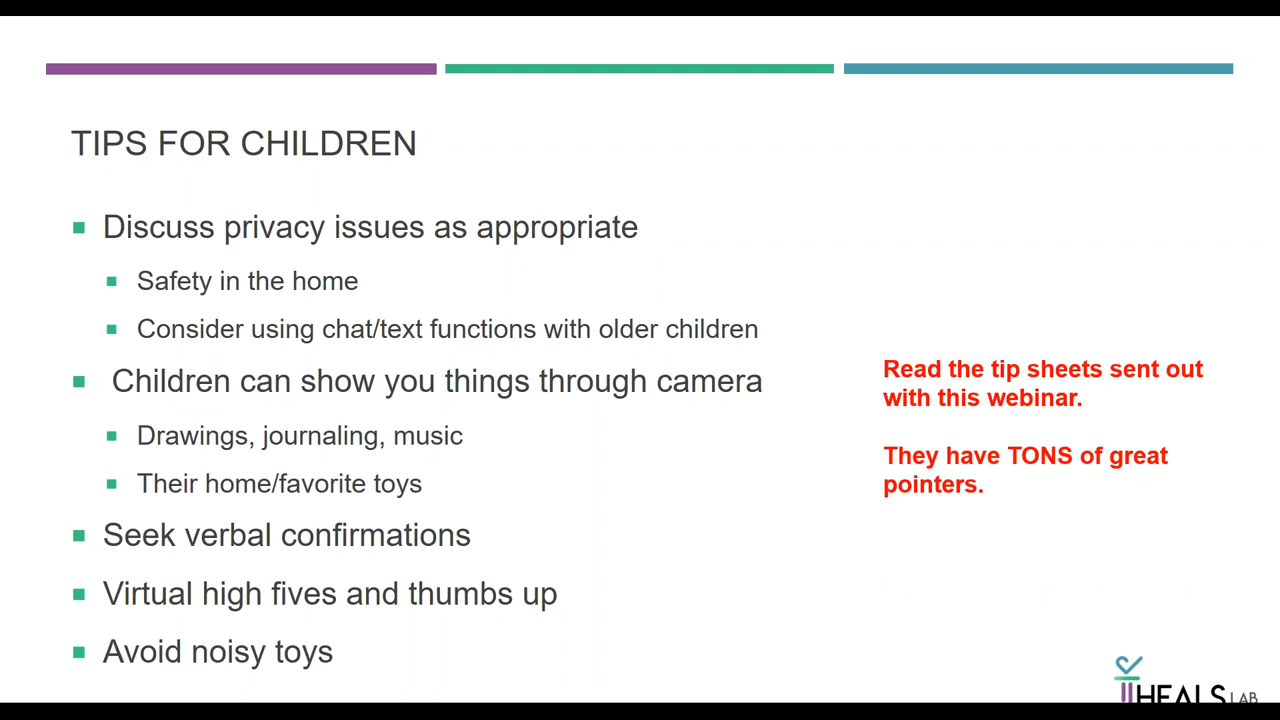 TIPS FOR CHILDREN
Discuss privacy issues as appropriate
Safety in the home
Consider using chat/text functions with older children
Children can show you things through camera
Drawings, journaling, music
Their home/favorite toys
Seek verbal confirmations
Virtual high fives and thumbs up
Avoid noisy toys
Read the tip sheets sent out
with this webinar.
They have TONS of great
pointers.
HEALS LAB